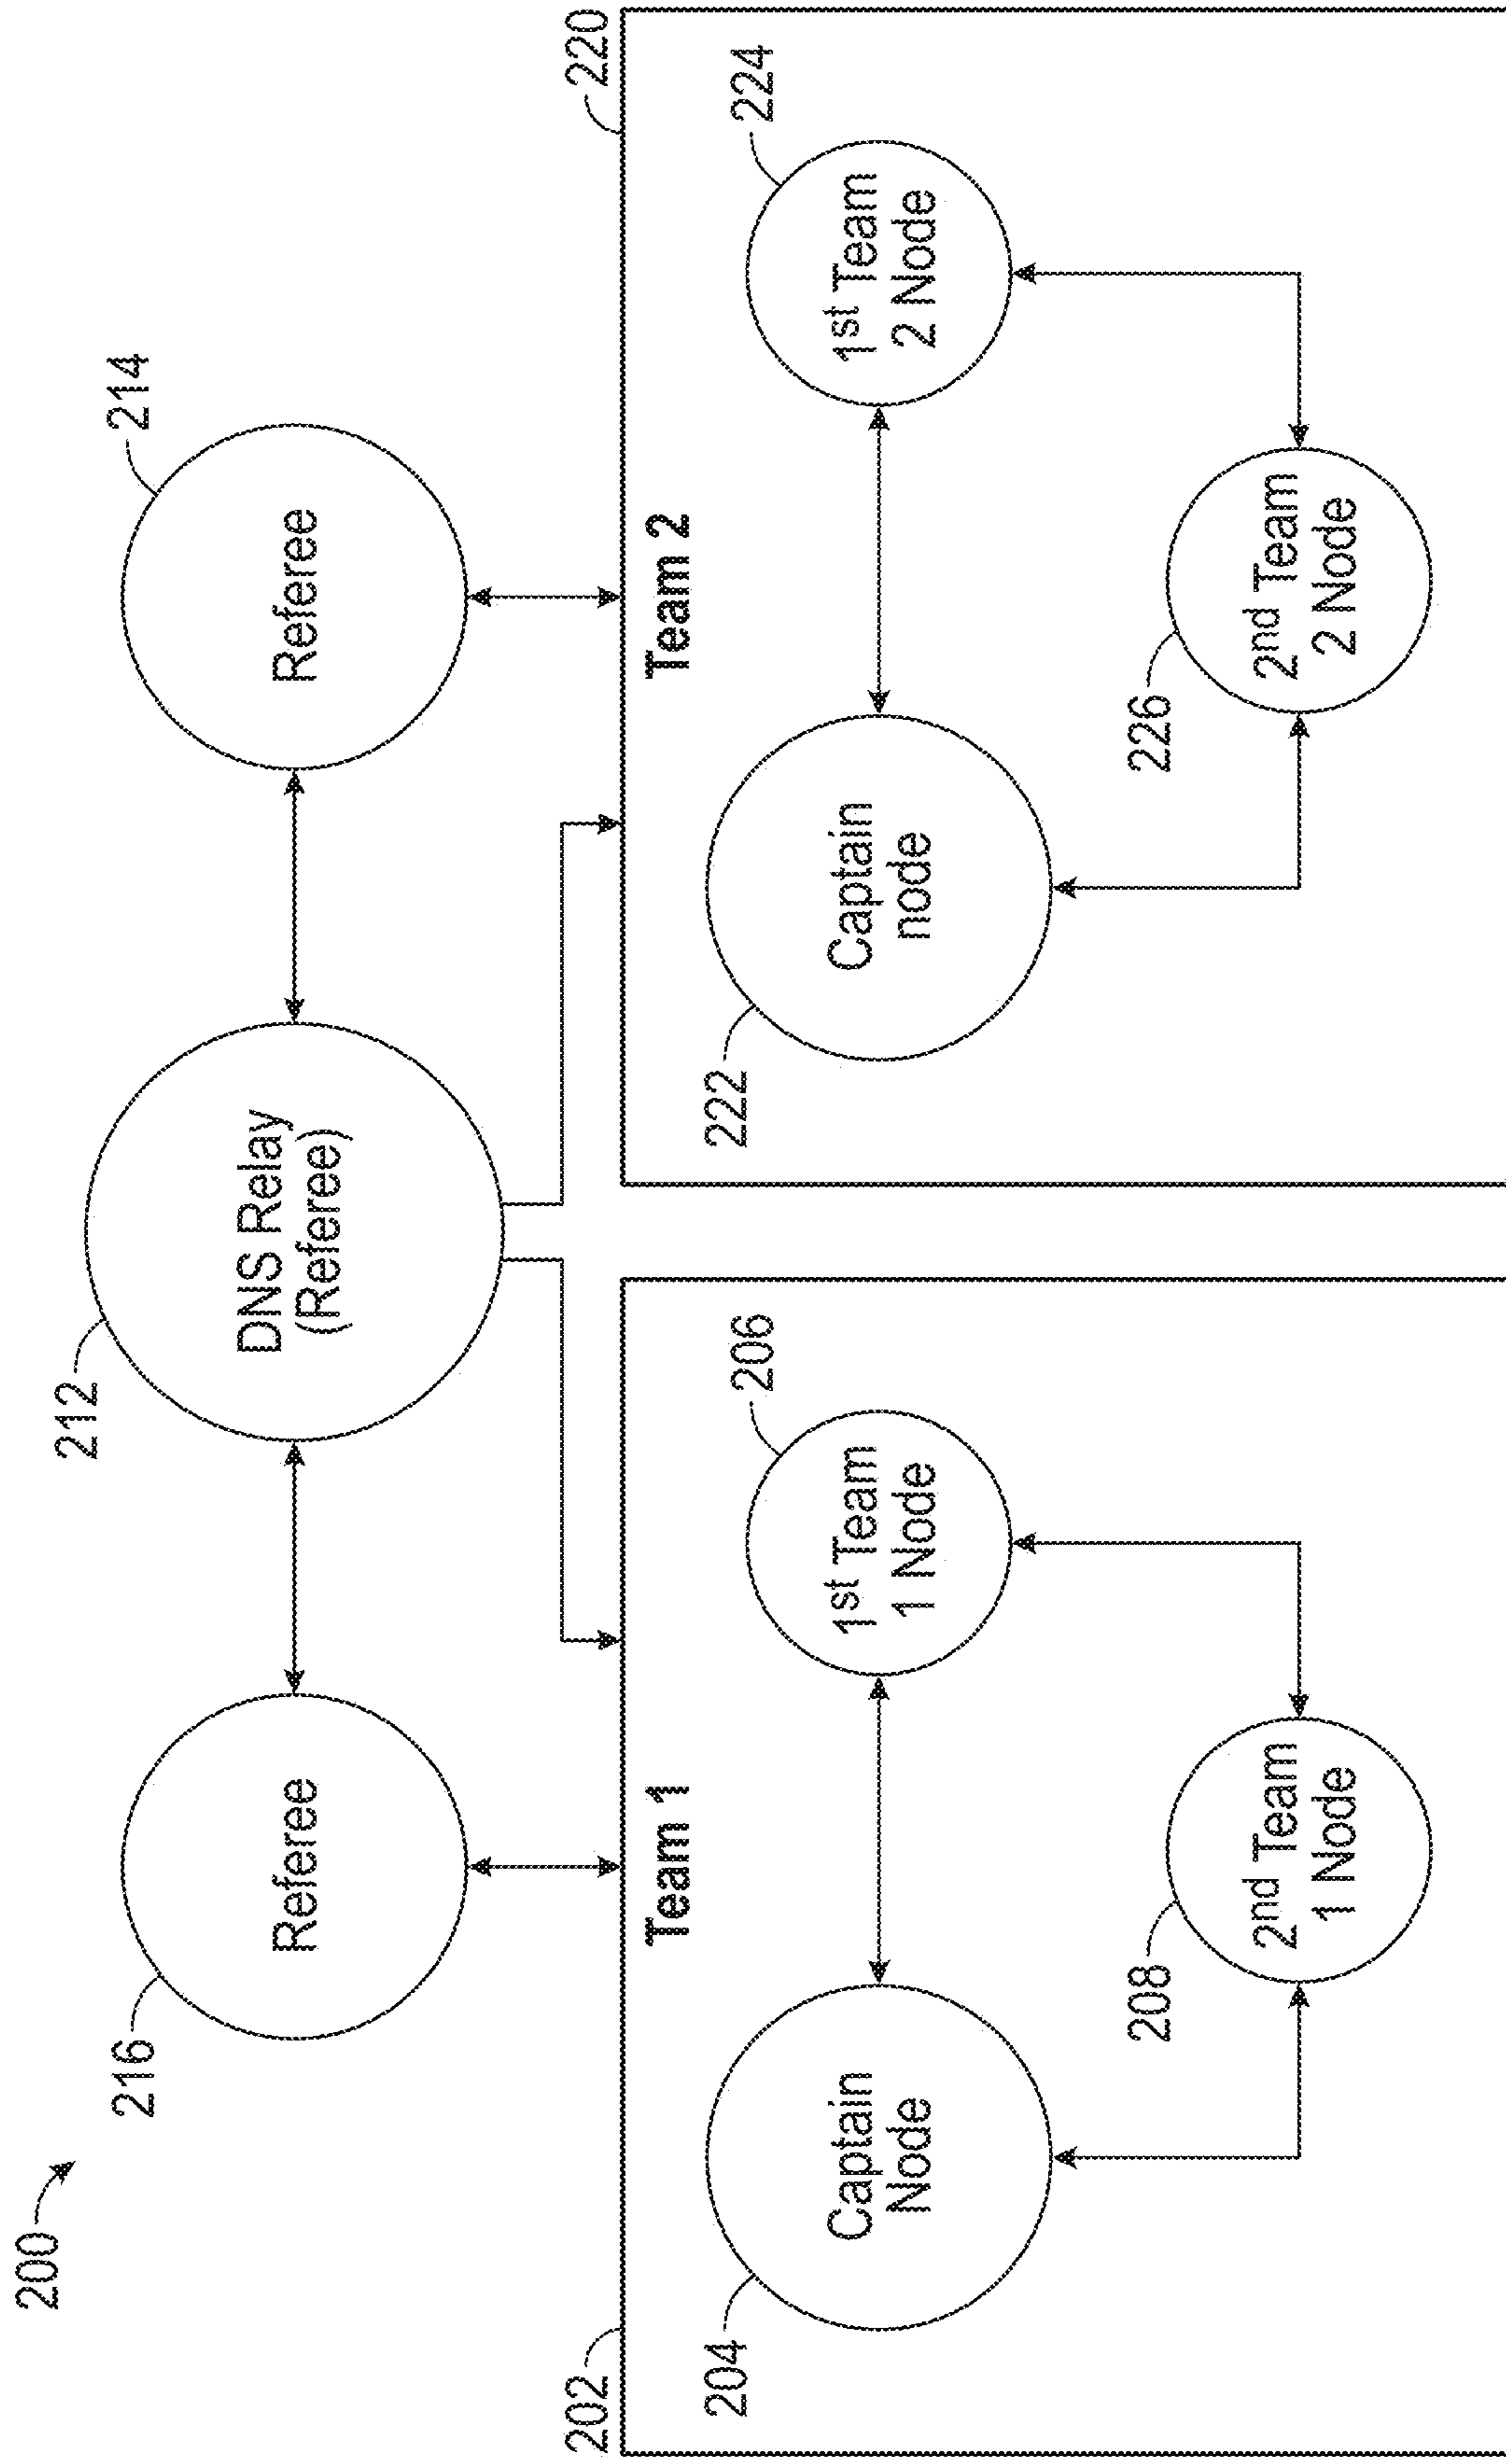 200
216
Referee
212
DNS Relay
(Referee)
214
Referee
202
Team 1
204
Captain
Node
206
1st Team
1 Node
208
2nd Team
1 Node
220
Team 2
222
Captain
node
224
1st Team
2 Node
226
2nd Team
2 Node